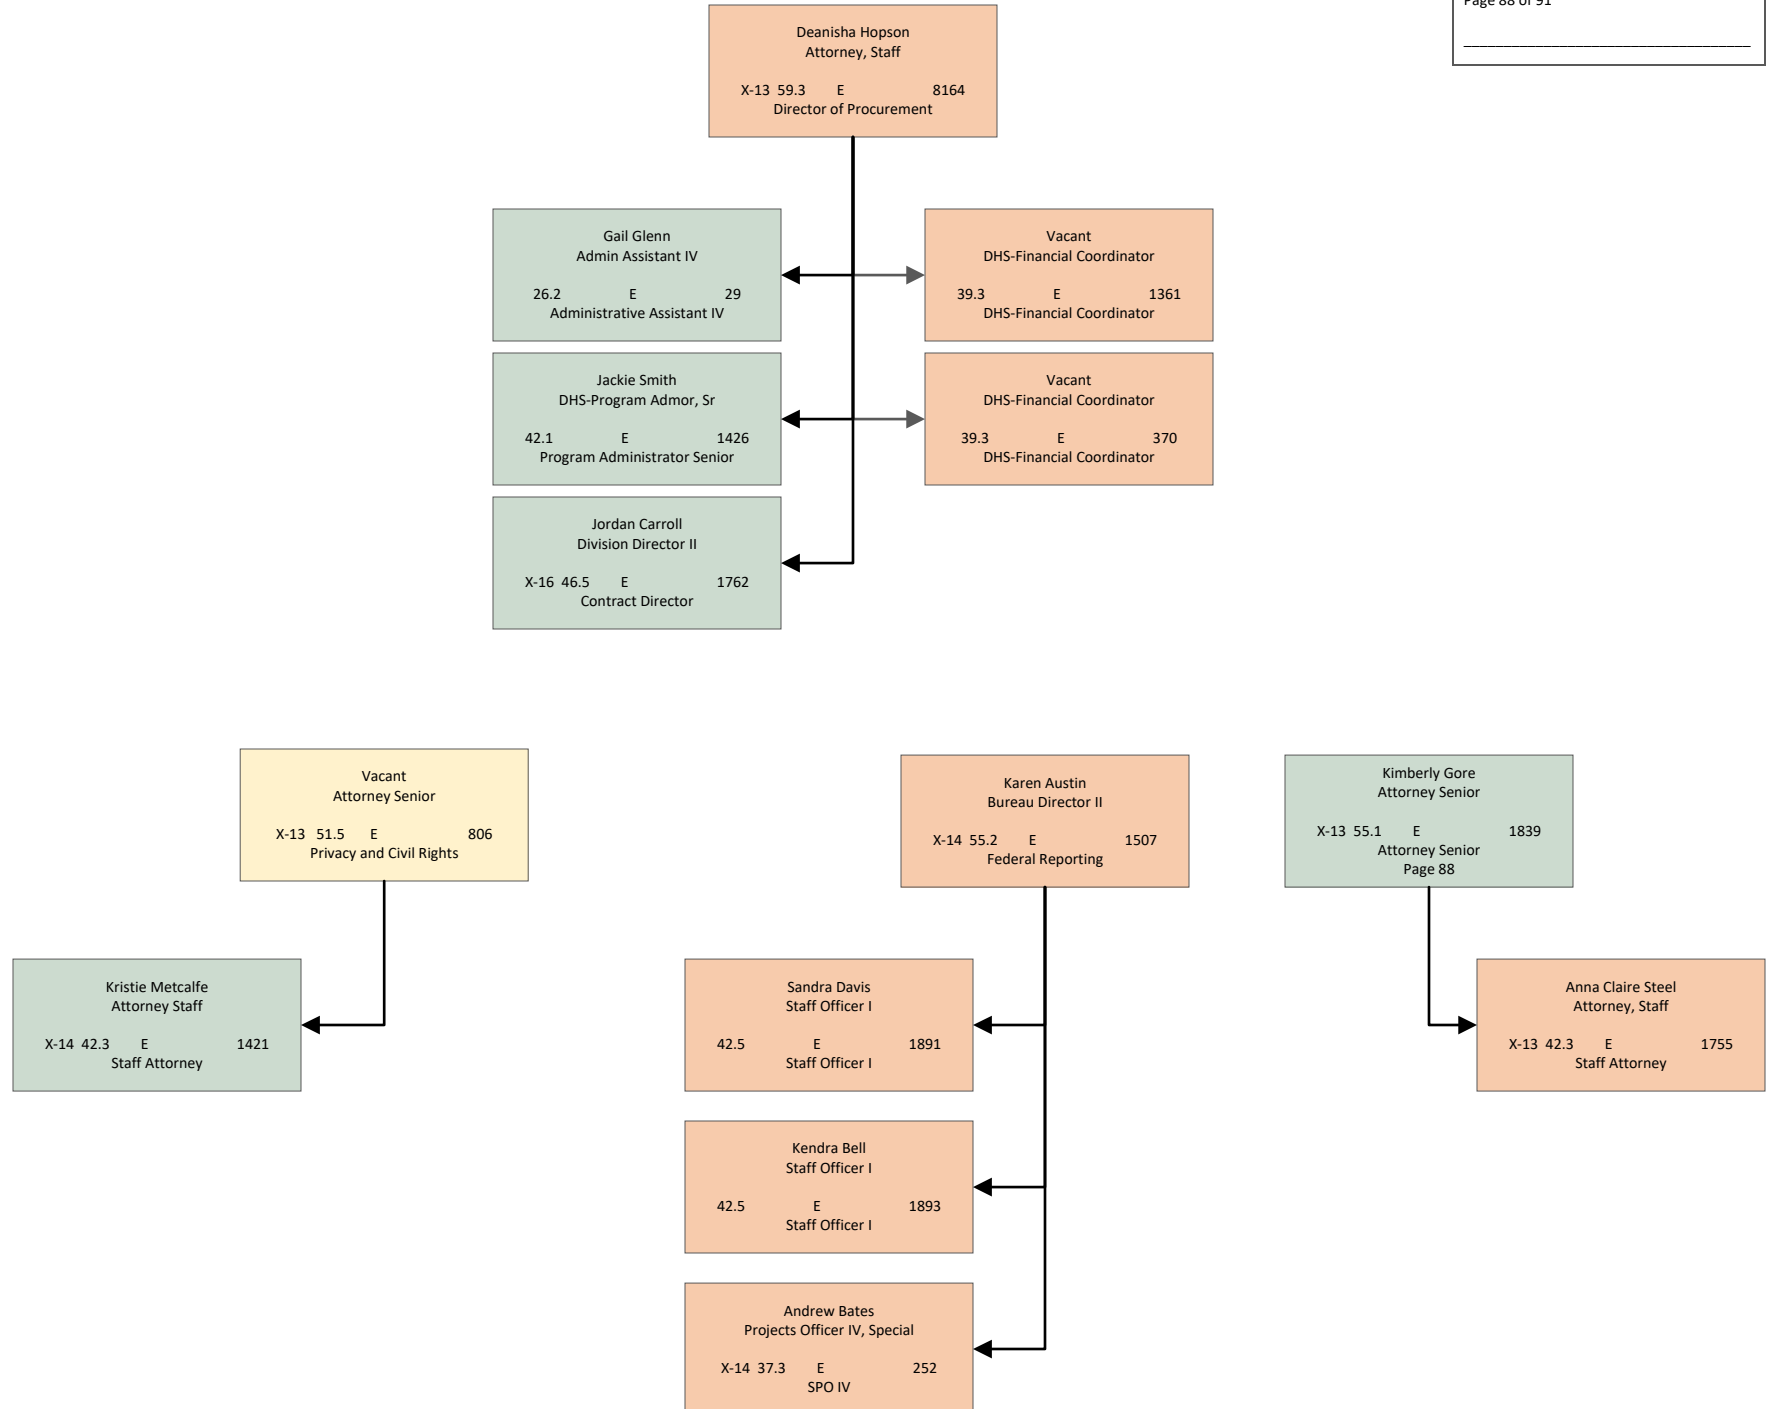 Page 88 of 91
Deanisha Hopson
Attorney, Staff
X-13 59.3 E 8164
Director of Procurement
Gail Glenn
Admin Assistant IV
26.2 E 29
Administrative Assistant IV
Vacant
DHS-Financial Coordinator
39.3 E 1361
DHS-Financial Coordinator
Jackie Smith
DHS-Program Admor, Sr
42.1 E 1426
Program Administrator Senior
Vacant
DHS-Financial Coordinator
39.3 E 370
DHS-Financial Coordinator
Jordan Carroll
Division Director II
X-16 46.5 E 1762
Contract Director
Vacant
Attorney Senior
X-13 51.5 E 806
Privacy and Civil Rights
Karen Austin
Bureau Director II
X-14 55.2 E 1507
Federal Reporting
Kimberly Gore
Attorney Senior
X-13 55.1 E 1839
Attorney Senior
Page 88
Kristie Metcalfe
Attorney Staff
X-14 42.3 E 1421
Staff Attorney
Sandra Davis
Staff Officer I
42.5 E 1891
Staff Officer I
Anna Claire Steel
Attorney, Staff
X-13 42.3 E 1755
Staff Attorney
Kendra Bell
Staff Officer I
42.5 E 1893
Staff Officer I
Andrew Bates
Projects Officer IV, Special
X-14 37.3 E 252
SPO IV